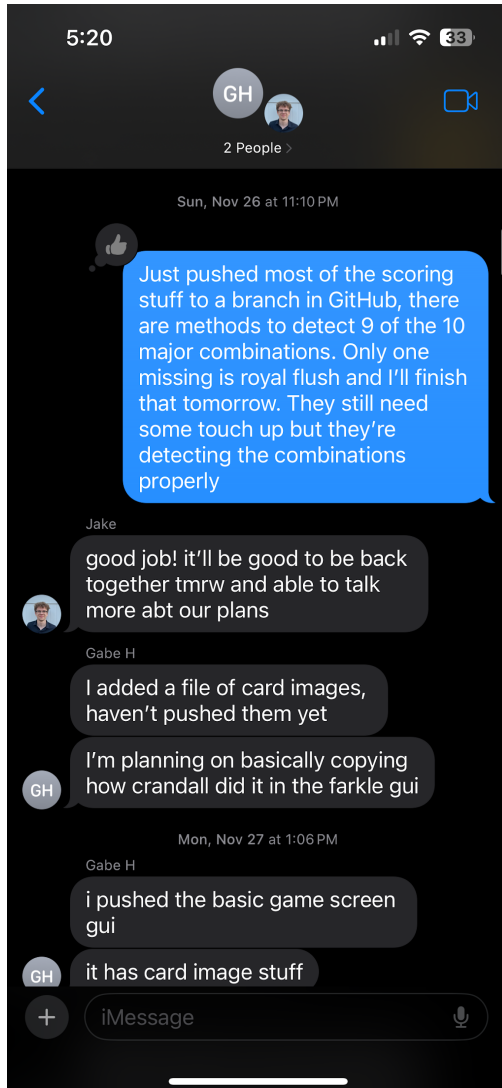 5:20
33
GH
2 People
Sun, Nov 26 at 11:10 PM
Just pushed most of the scoring
stuff to a branch in GitHub, there
are methods to detect 9 of the 10
major combinations. Only one
missing is royal flush and I’ll finish
that tomorrow. They still need
some touch up but they’re
detecting the combinations
properly
Jake
good job! it’ll be good to be back
together tmrw and able to talk
more abt our plans
Gabe H
I added a file of card images,
haven’t pushed them yet
I’m planning on basically copying
how crandall did it in the farkle gui
GH
Mon, Nov 27 at 1:06 PM
Gabe H
i pushed the basic game screen
gui
it has card image stuff
GH
iMessage